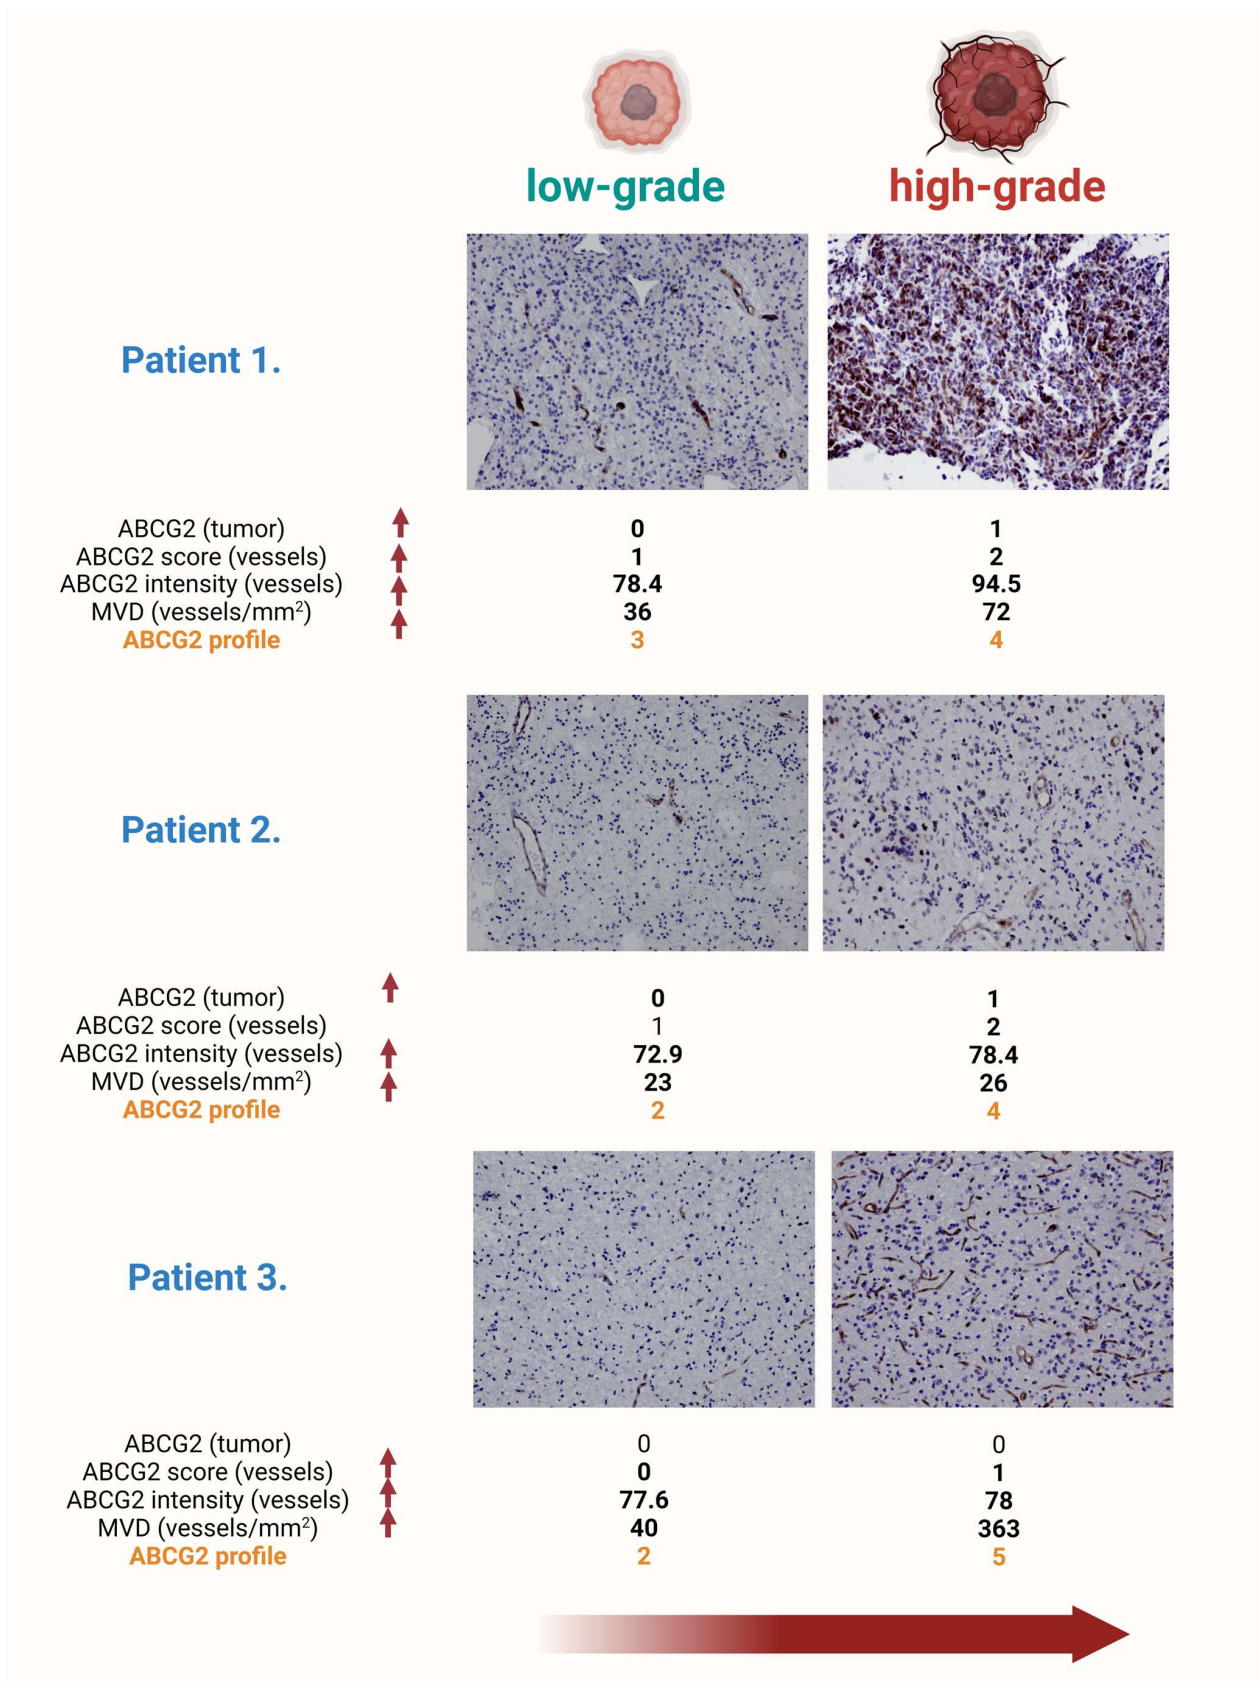 low-grade high-grade
Patient 1.
ABCG2 (tumor) 0 1
ABCG2 score (vessels) 1 2
ABCG2 intensity (vessels) 78.4 94.5
MVD (vessels/mm²) 36 72
ABCG2 profile 3 4
Patient 2.
ABCG2 (tumor) 0 1
ABCG2 score (vessels) 1 2
ABCG2 intensity (vessels) 72.9 78.4
MVD (vessels/mm²) 23 26
ABCG2 profile 2 4
Patient 3.
ABCG2 (tumor) 0 0
ABCG2 score (vessels) 0 1
ABCG2 intensity (vessels) 77.6 78
MVD (vessels/mm²) 40 363
ABCG2 profile 2 5